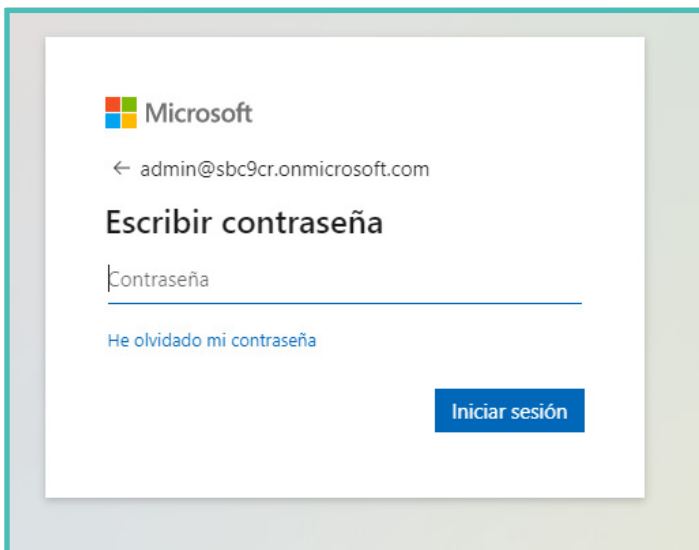 Microsoft
← admin@sbc9cr.onmicrosoft.com
Escribir contraseña
Contraseña
He olvidado mi contraseña
Iniciar sesión